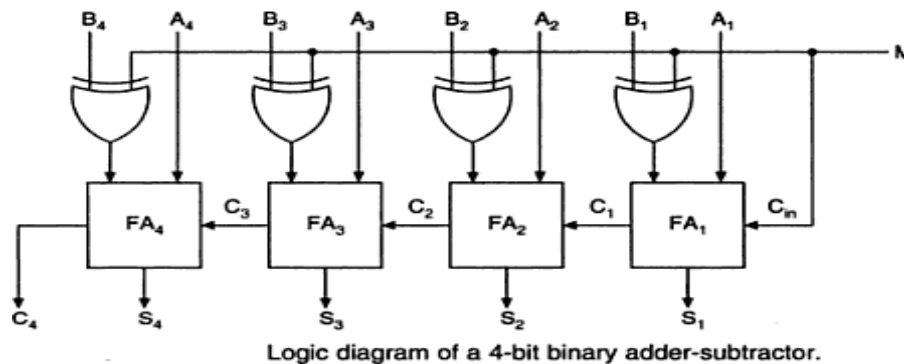 B₄ A₄ B₃ A₃ B₂ A₂ B₁ A₁
M
C₃ C₂ C₁ Cin
FA₄ FA₃ FA₂ FA₁
C₄ S₄ S₃ S₂ S₁
Logic diagram of a 4-bit binary adder-subtractor.